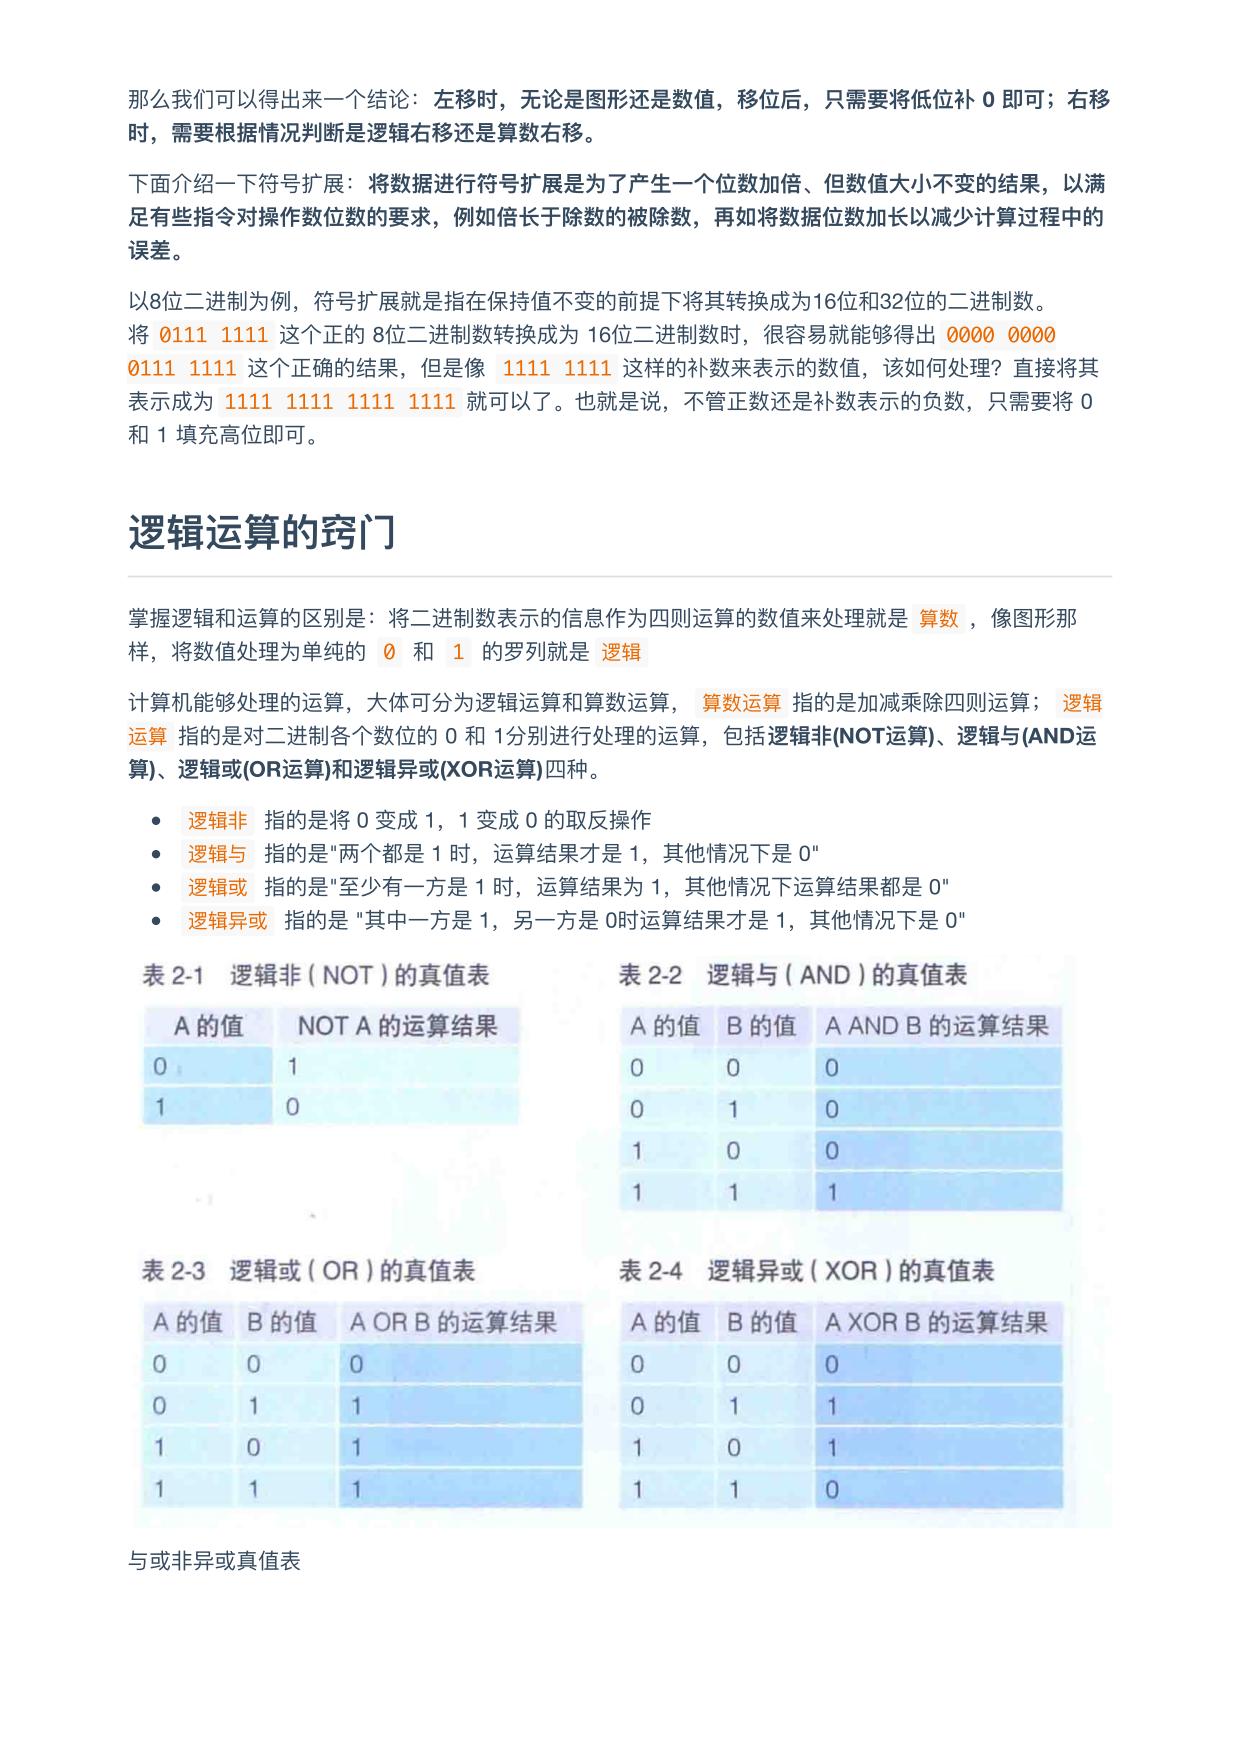 那么我们可以得出来一个结论：左移时，无论是图形还是数值，移位后，只需要将低位补 0 即可；右移
时，需要根据情况判断是逻辑右移还是算数右移。
下面介绍一下符号扩展：将数据进行符号扩展是为了产生一个位数加倍、但数值大小不变的结果，以满
足有些指令对操作数位数的要求，例如倍长于除数的被除数，再如将数据位数加长以减少计算过程中的
误差。
以8位二进制为例，符号扩展就是指在保持值不变的前提下将其转换成为16位和32位的二进制数。
将 0111 1111 这个正的 8位二进制数转换成为 16位二进制数时，很容易就能够得出 0000 0000
0111 1111 这个正确的结果，但是像 1111 1111 这样的补数来表示的数值，该如何处理？直接将其
表示成为 1111 1111 1111 1111 就可以了。也就是说，不管正数还是补数表示的负数，只需要将 0
和 1 填充高位即可。
逻辑运算的窍门
掌握逻辑和运算的区别是：将二进制数表示的信息作为四则运算的数值来处理就是 算数 ，像图形那
样，将数值处理为单纯的 0 和 1 的罗列就是 逻辑
计算机能够处理的运算，大体可分为逻辑运算和算数运算， 算数运算 指的是加减乘除四则运算； 逻辑
运算 指的是对二进制各个数位的 0 和 1分别进行处理的运算，包括逻辑非(NOT运算)、逻辑与(AND运
算)、逻辑或(OR运算)和逻辑异或(XOR运算)四种。
• 逻辑非 指的是将 0 变成 1，1 变成 0 的取反操作
• 逻辑与 指的是"两个都是 1 时，运算结果才是 1，其他情况下是 0"
• 逻辑或 指的是"至少有一方是 1 时，运算结果为 1，其他情况下运算结果都是 0"
• 逻辑异或 指的是 "其中一方是 1，另一方是 0时运算结果才是 1，其他情况下是 0"
表 2-1 逻辑非 ( NOT ) 的真值表
A 的值 NOT A 的运算结果
0 1
1 0
表 2-2 逻辑与 ( AND ) 的真值表
A 的值 B 的值 A AND B 的运算结果
0 0 0
0 1 0
1 0 0
1 1 1
表 2-3 逻辑或 ( OR ) 的真值表
A 的值 B 的值 A OR B 的运算结果
0 0 0
0 1 1
1 0 1
1 1 1
表 2-4 逻辑异或 ( XOR ) 的真值表
A 的值 B 的值 A XOR B 的运算结果
0 0 0
0 1 1
1 0 1
1 1 0
与或非异或真值表